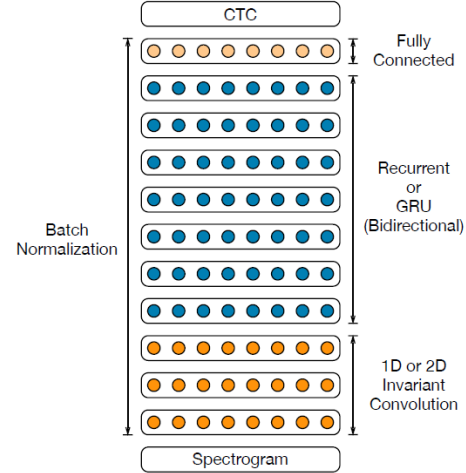 CTC
Fully
Connected
Recurrent
or
GRU
(Bidirectional)
Batch
Normalization
1D or 2D
Invariant
Convolution
Spectrogram